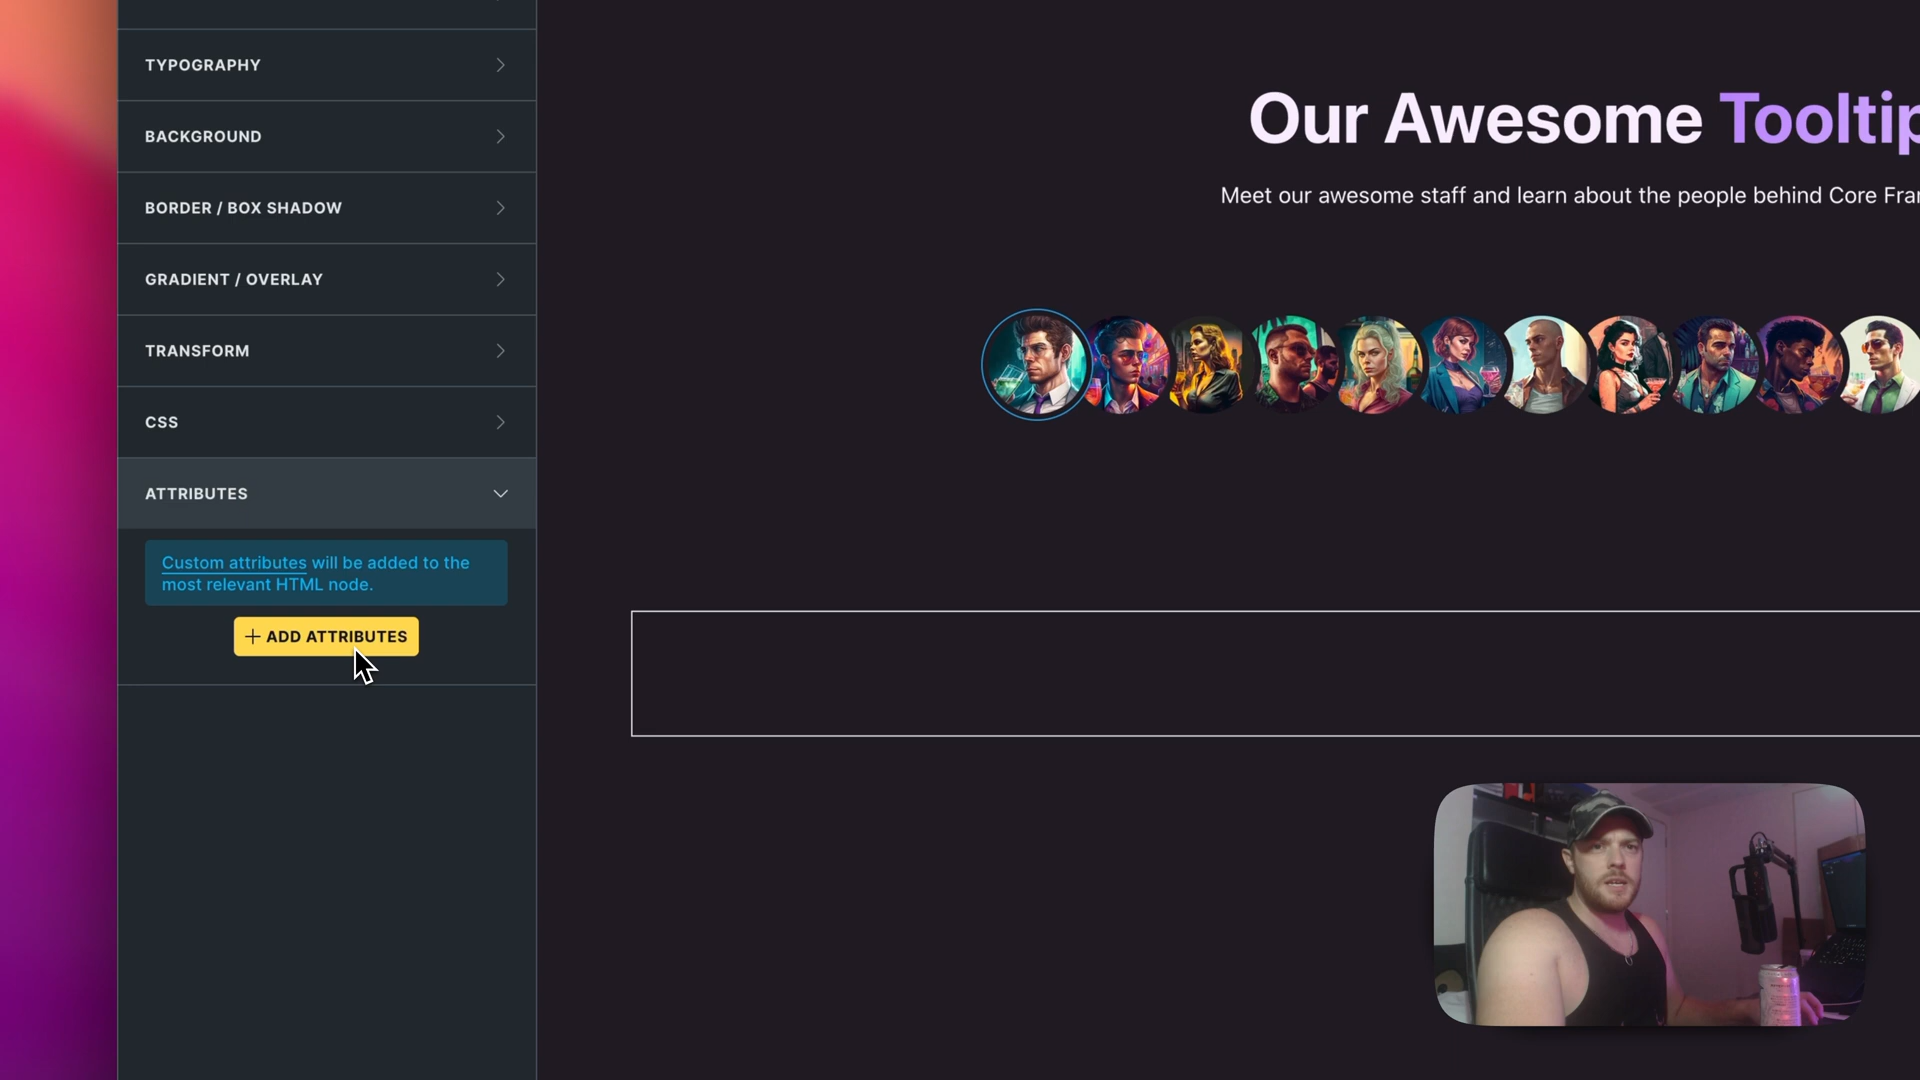 TYPOGRAPHY
BACKGROUND
BORDER / BOX SHADOW
GRADIENT / OVERLAY
TRANSFORM
CSS
ATTRIBUTES
Custom attributes will be added to the
most relevant HTML node.
+ ADD ATTRIBUTES
Our Awesome Tooltip
Meet our awesome staff and learn about the people behind Core Fra